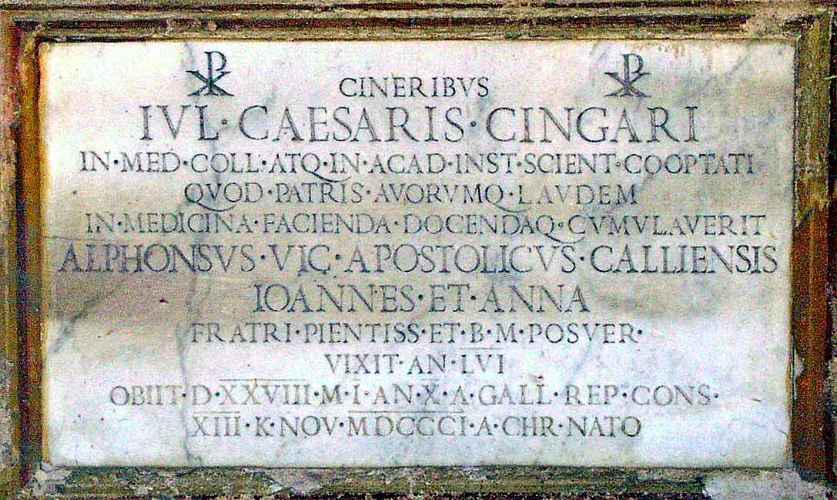 ☧ CINERIBVS ☧
IVL·CAESARIS·CINGARI
IN·MED·COLL·ATQ·IN·ACAD·INST·SCIENT·COOPTATI
QVOD·PATRIS·AVORVMQ·LAVDEM
IN·MEDICINA·FACIENDA·DOCENDAQ·CVMVLAVERIT
ALPHONSVS·VIC·APOSTOLICVS·CALLIENSIS
IOANNES·ET·ANNA
FRATRI·PIENTISS·ET·B·M·POSVER·
VIXIT·AN·LVI
OBIIT·D·XXVIII·M·I·AN·X·A·GALL·REP·CONS·
XIII·K·NOV·MDCCCI·A·CHR·NATO